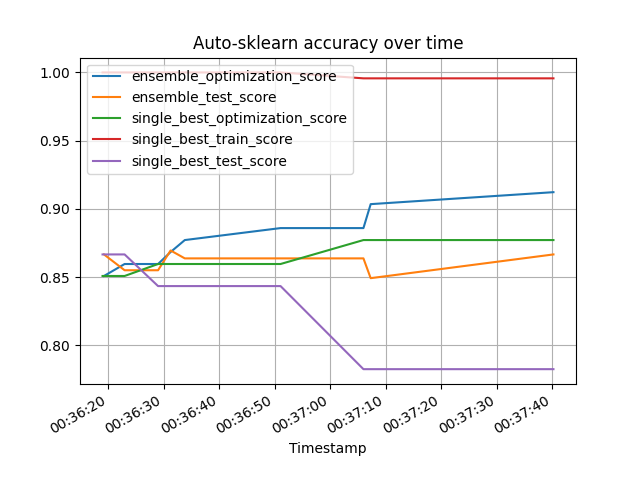 Auto-sklearn accuracy over time
1.00
0.95
0.90
0.85
0.80
ensemble_optimization_score
ensemble_test_score
single_best_optimization_score
single_best_train_score
single_best_test_score
00:36:20
00:36:30
00:36:40
00:36:50
00:37:00
00:37:10
00:37:20
00:37:30
00:37:40
Timestamp